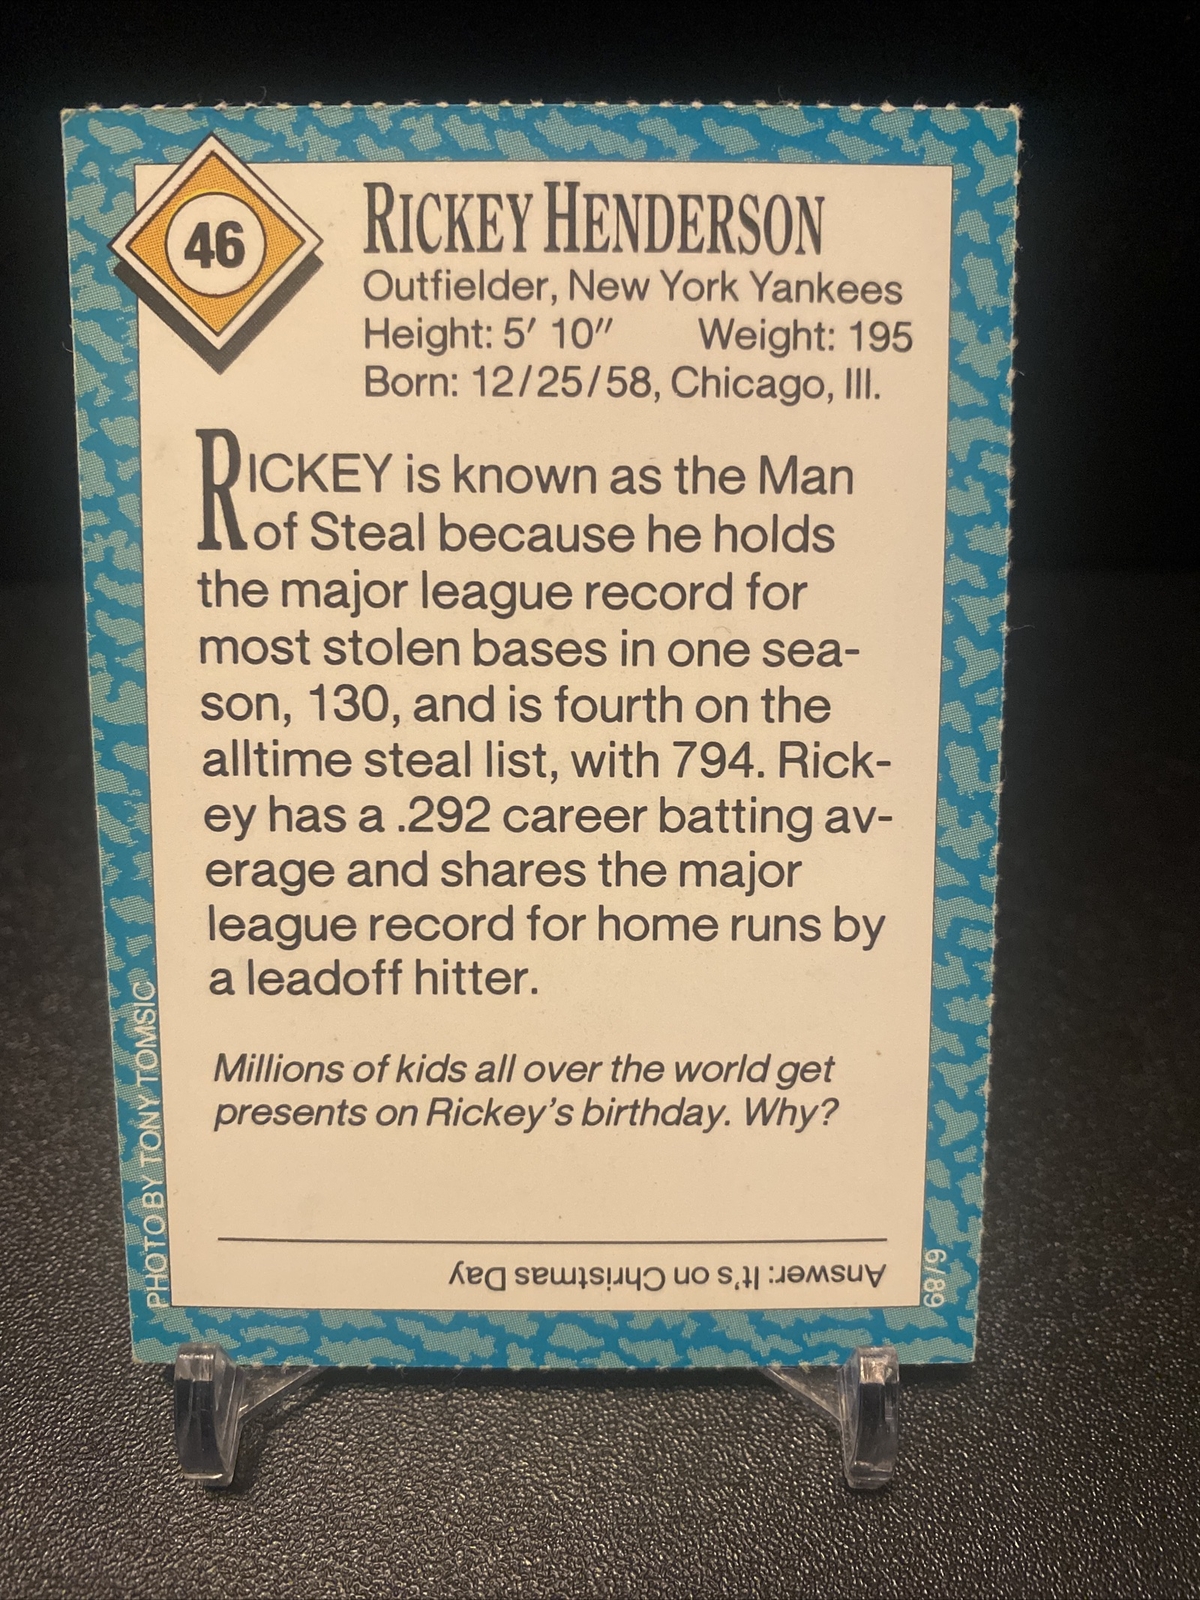 46
RICKEY HENDERSON
Outfielder, New York Yankees
Height: 5′ 10″ Weight: 195
Born: 12/25/58, Chicago, Ill.
RICKEY is known as the Man
of Steal because he holds
the major league record for
most stolen bases in one sea-
son, 130, and is fourth on the
alltime steal list, with 794. Rick-
ey has a .292 career batting av-
erage and shares the major
league record for home runs by
a leadoff hitter.
Millions of kids all over the world get
presents on Rickey's birthday. Why?
Answer: It's on Christmas Day
PHOTO BY TONY TOMSIC
6/89